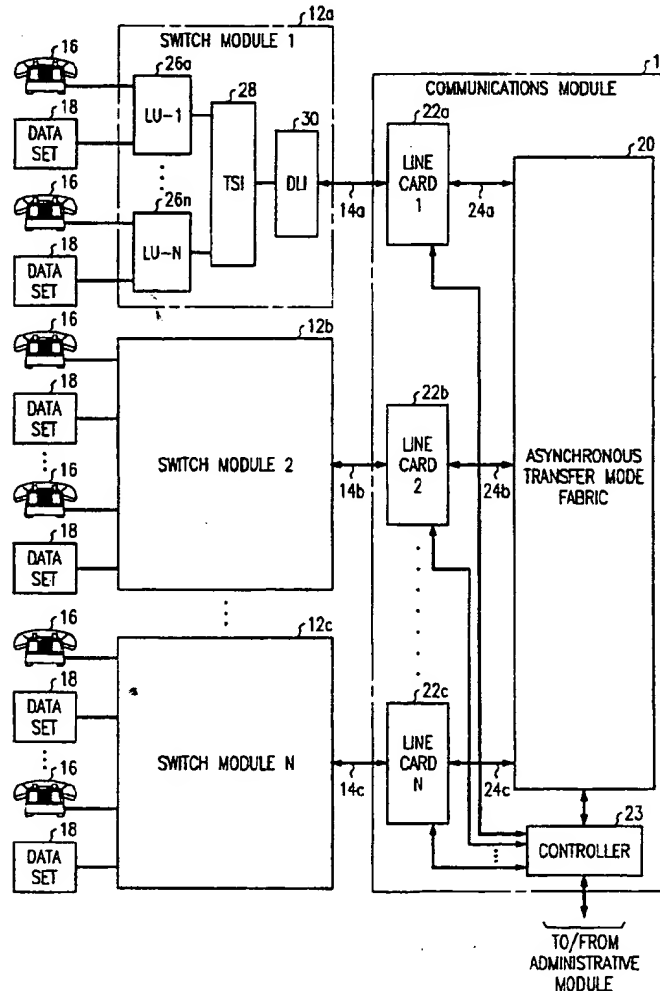 12a
SWITCH MODULE 1
16
26a
LU-1
28
30
18
DATA
SET
TSI
DLI
14a
16
26n
LU-N
18
DATA
SET
COMMUNICATIONS MODULE
22a
LINE
CARD
1
24a
20
ASYNCHRONOUS
TRANSFER MODE
FABRIC
16
12b
18
DATA
SET
SWITCH MODULE 2
14b
22b
LINE
CARD
2
24b
16
18
DATA
SET
16
12c
18
DATA
SET
SWITCH MODULE N
14c
22c
LINE
CARD
N
24c
16
18
DATA
SET
23
CONTROLLER
TO/FROM
ADMINISTRATIVE
MODULE